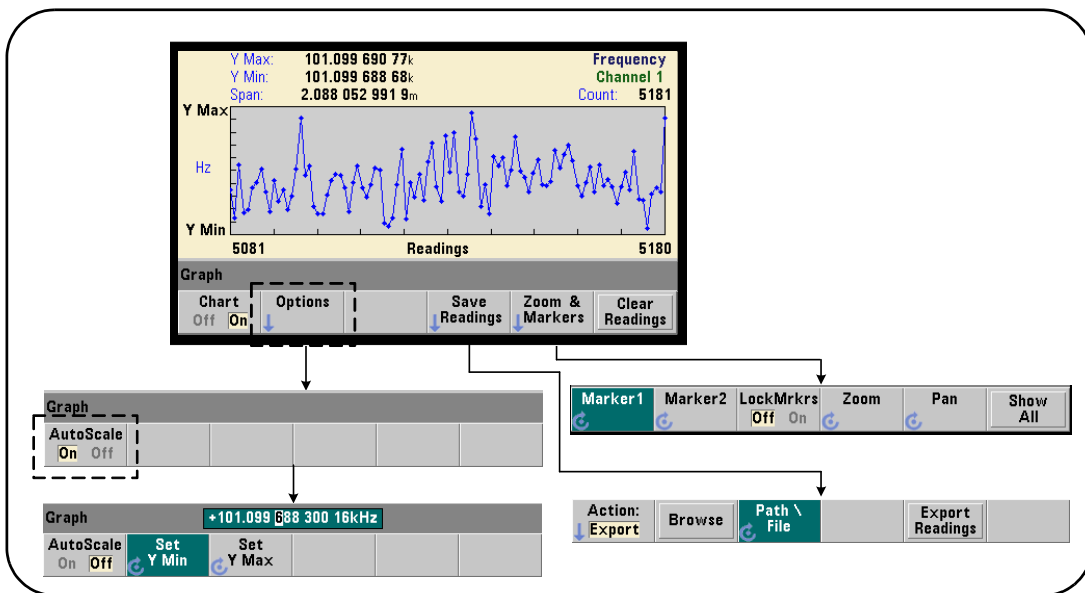 Y Max: 101.099 690 77k Frequency
Y Min: 101.099 688 68k Channel 1
Span: 2.088 052 991 9m Count: 5181
Y Max
Hz
Y Min
5081 Readings 5180
Graph
Chart Options Save Zoom & Clear
Off On Readings Markers Readings
Graph
AutoScale
On Off
Marker1 Marker2 LockMrkrs Zoom Pan Show
Off On All
Graph +101.099 688 300 16kHz
AutoScale Set Set
On Off Y Min Y Max
Action: Browse Path \ Export
Export File Readings